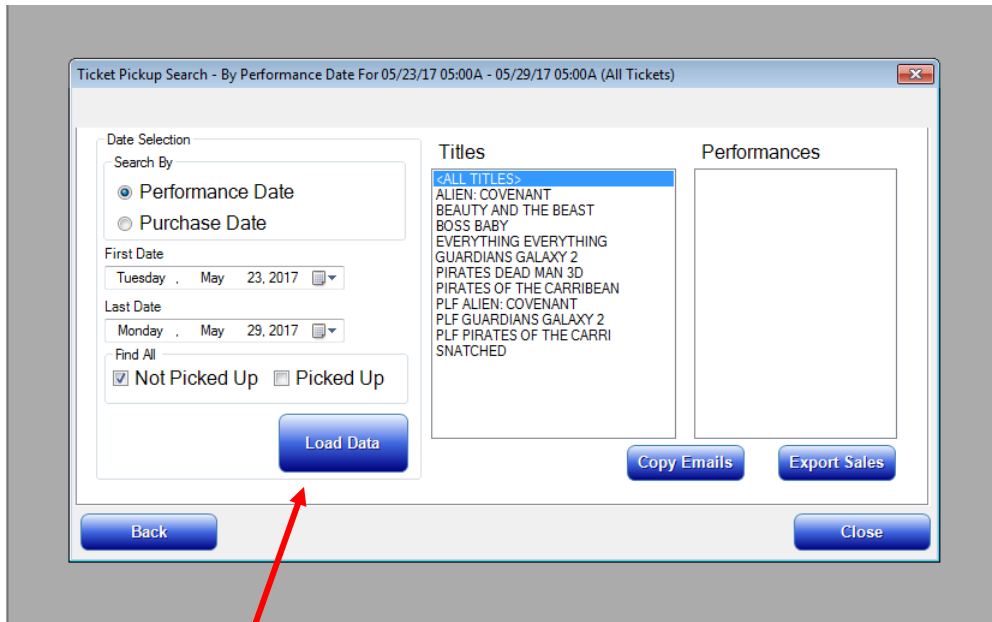 Ticket Pickup Search - By Performance Date For 05/23/17 05:00A - 05/29/17 05:00A (All Tickets)
Date Selection
Search By
Performance Date
Purchase Date
First Date
Tuesday , May 23, 2017
Last Date
Monday , May 29, 2017
Find All
Not Picked Up Picked Up
Load Data
Titles
<ALL TITLES>
ALIEN: COVENANT
BEAUTY AND THE BEAST
BOSS BABY
EVERYTHING EVERYTHING
GUARDIANS GALAXY 2
PIRATES DEAD MAN 3D
PIRATES OF THE CARRIBEAN
PLF ALIEN: COVENANT
PLF GUARDIANS GALAXY 2
PLF PIRATES OF THE CARRI
SNATCHED
Performances
Copy Emails
Export Sales
Back
Close